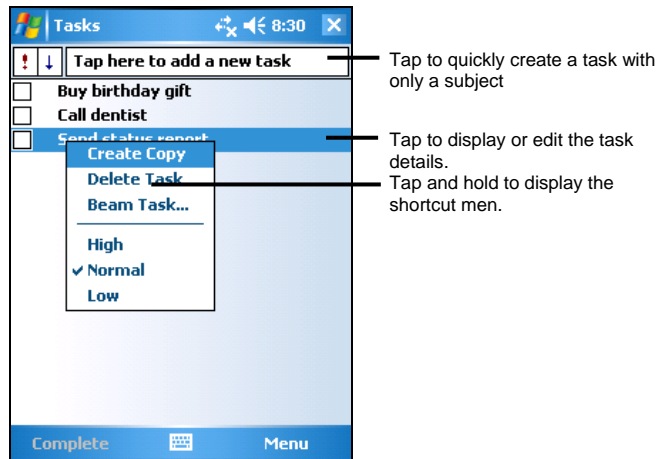 Tasks 8:30
! ↓ Tap here to add a new task
Buy birthday gift
Call dentist
Send status report
Create Copy
Delete Task
Beam Task...
High
Normal
Low
Complete Menu
Tap to quickly create a task with
only a subject
Tap to display or edit the task
details.
Tap and hold to display the
shortcut men.